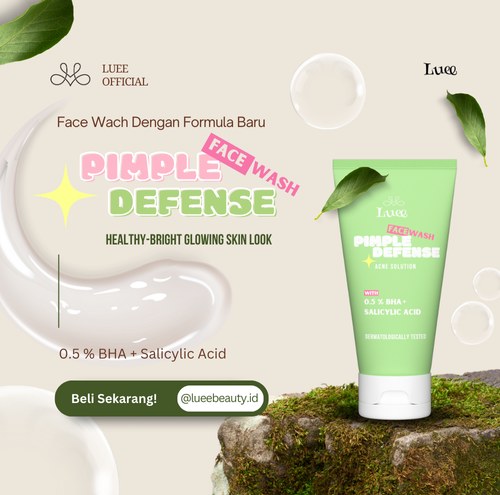 LUEE
OFFICIAL
Luee
Face Wach Dengan Formula Baru
PIMPLE
FACE WASH
DEFENSE
HEALTHY-BRIGHT GLOWING SKIN LOOK
0.5 % BHA + Salicylic Acid
Beli Sekarang!
@lueebeauty.id
Luee
FACE WASH
PIMPLE
DEFENSE
ACNE SOLUTION
WITH
0.5 % BHA+
SALICYLIC ACID
DERMATOLOGICALLY TESTED